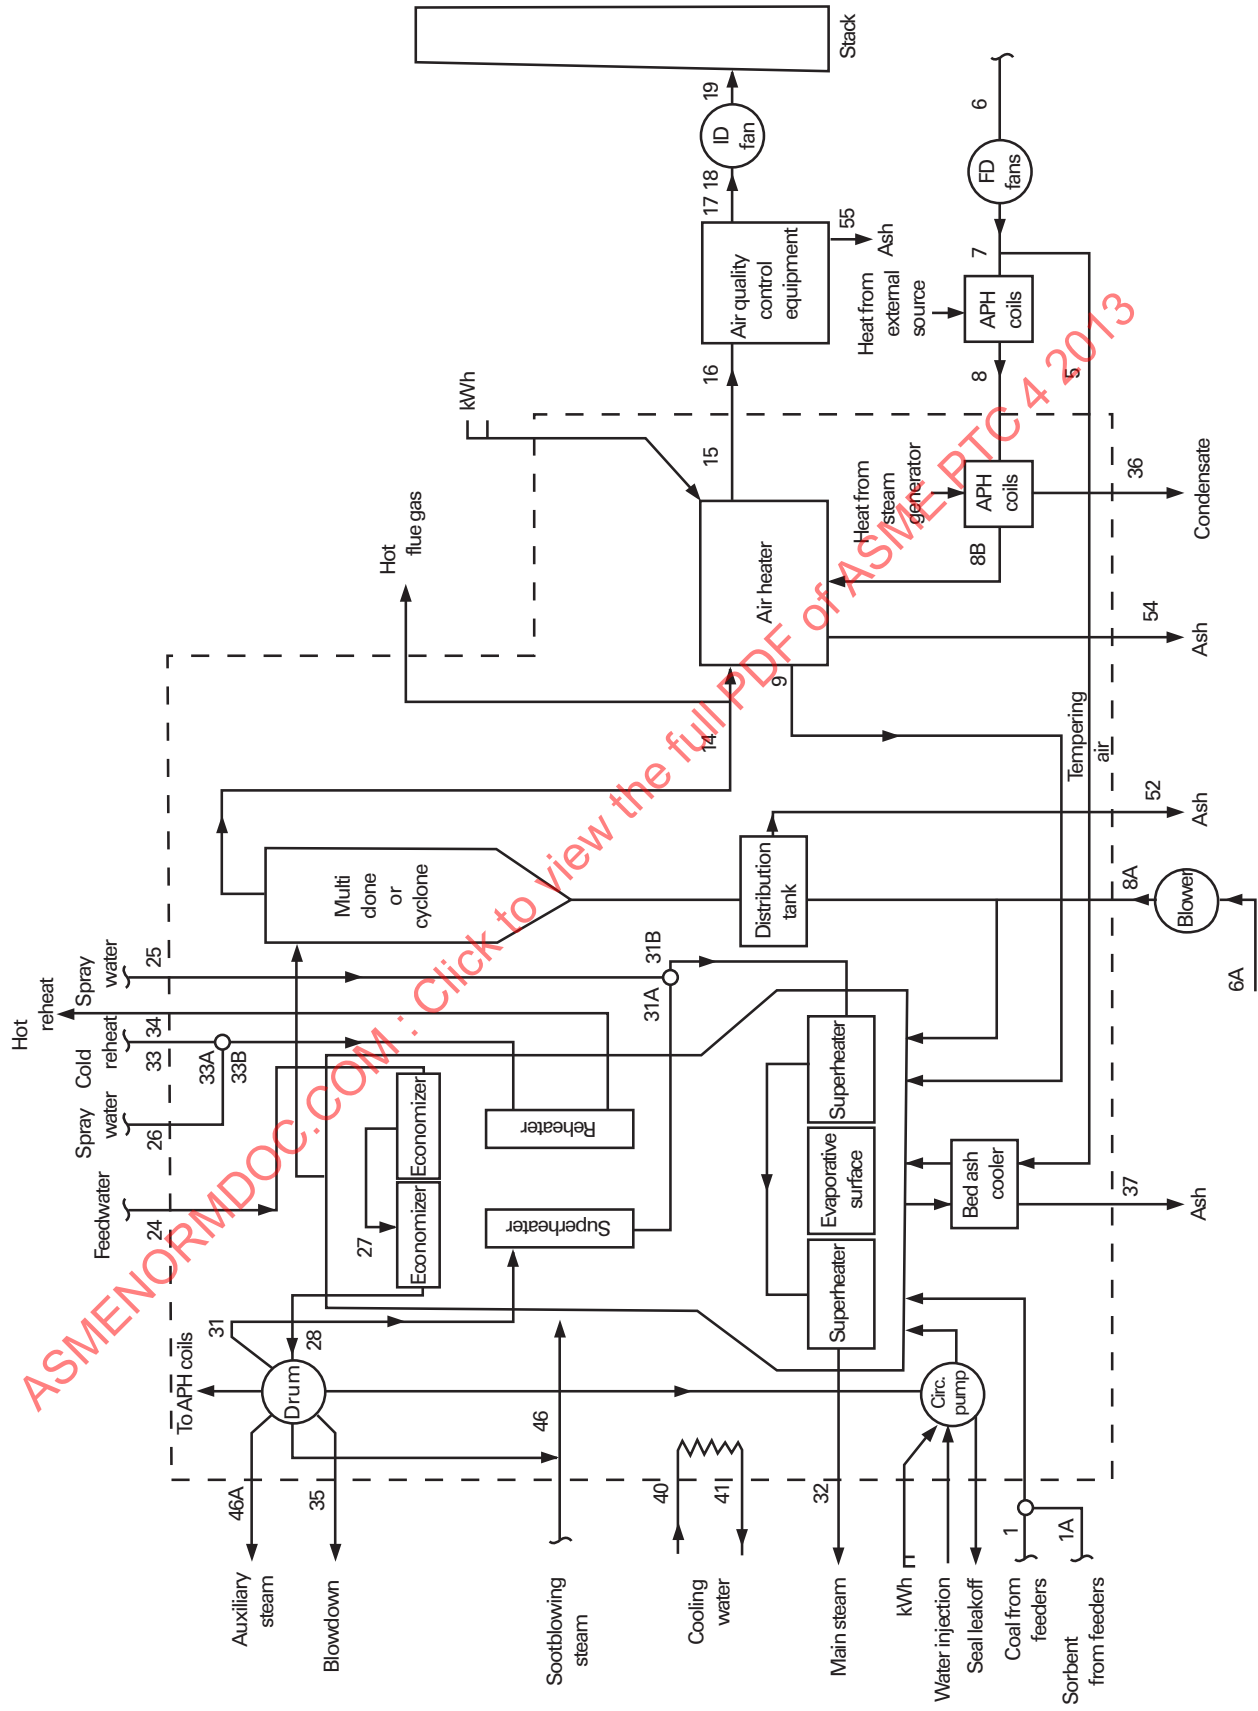 Stack
19
ID
fan
18
17
Air quality
control
equipment
55
Ash
16
15
6
FD
fans
7
Heat from
external
source
APH
coils
8
5
Heat from
steam
generator
APH
coils
8B
36
Condensate
kWh
Hot
flue gas
Air heater
54
Ash
9
14
Tempering
air
52
Ash
Multi
clone
or
cyclone
Distribution
tank
8A
Blower
6A
Hot
reheat
34
Spray
water
25
Cold
reheat
33
33A
33B
Spray
water
26
Feedwater
24
31A
31B
Economizer
Economizer
27
Reheater
Superheater
Superheater
Evaporative
surface
Superheater
Bed ash
cooler
37
Ash
31
28
To APH coils
Drum
46
Circ.
pump
46A
35
40
41
32
1
1A
Auxiliary
steam
Blowdown
Sootblowing
steam
Cooling
water
Main steam
kWh
Water injection
Seal leakoff
Coal from
feeders
Sorbent
from feeders
ASMENORMDOC.COM : Click to view the full PDF of ASME PTC 4 2013